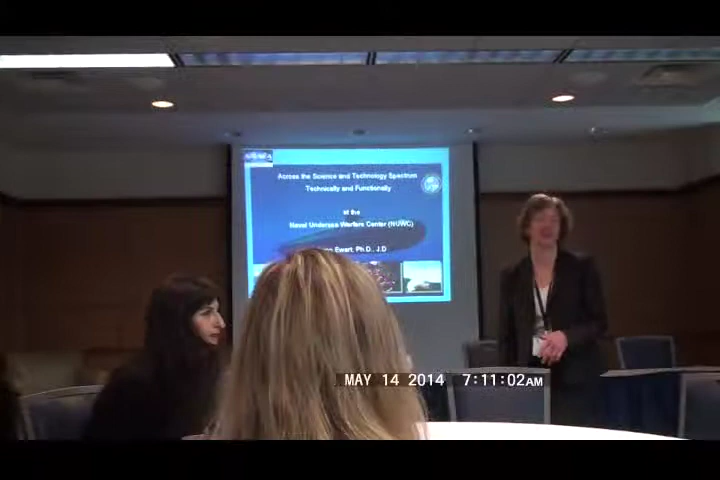 Across the Science and Technology Spectrum
Technically and Functionally
at the
Naval Undersea Warfare Center (NUWC)
Ewart, Ph.D., J.D
MAY 14 2014 7:11:02AM